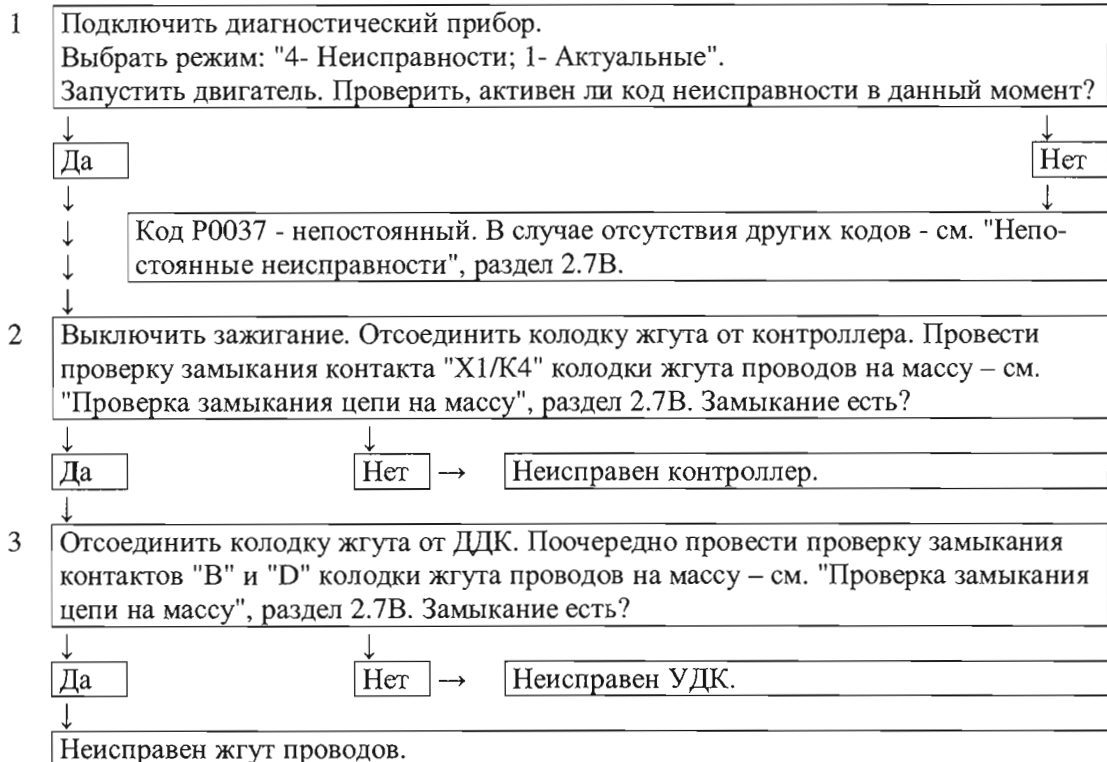 1 Подключить диагностический прибор.
Выбрать режим: "4- Неисправности; 1- Актуальные".
Запустить двигатель. Проверить, активен ли код неисправности в данный момент?
↓ ↓
Да Нет
↓ ↓
↓ Код Р0037 - непостоянный. В случае отсутствия других кодов - см. "Непо-
↓ стоянные неисправности", раздел 2.7В.
↓
2 Выключить зажигание. Отсоединить колодку жгута от контроллера. Провести
проверку замыкания контакта "Х1/К4" колодки жгута проводов на массу – см.
"Проверка замыкания цепи на массу", раздел 2.7В. Замыкание есть?
↓ ↓
Да Нет → Неисправен контроллер.
↓
3 Отсоединить колодку жгута от ДДК. Поочередно провести проверку замыкания
контактов "В" и "D" колодки жгута проводов на массу – см. "Проверка замыкания
цепи на массу", раздел 2.7В. Замыкание есть?
↓ ↓
Да Нет → Неисправен УДК.
↓
Неисправен жгут проводов.